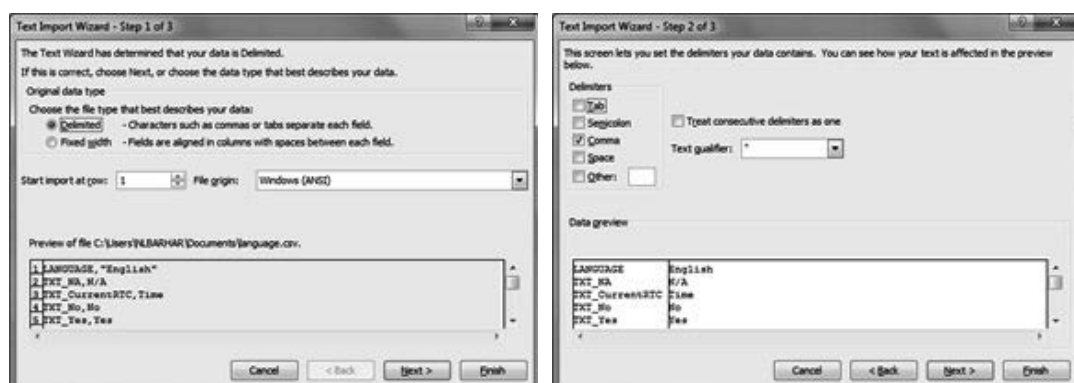 Text Import Wizard - Step 1 of 3
The Text Wizard has determined that your data is Delimited.
If this is correct, choose Next, or choose the data type that best describes your data.
Original data type
Choose the file type that best describes your data:
Delimited - Characters such as commas or tabs separate each field.
Fixed width - Fields are aligned in columns with spaces between each field.
Start import at row: 1 File origin: Windows (ANSI)
Preview of file C:\Users\NLBARHAR\Documents\language.csv.
1 LANGUAGE,"English"
2 TXT_NA,N/A
3 TXT_CurrentRTC,Time
4 TXT_No,No
5 TXT_Yes,Yes
Cancel < Back Next > Finish
Text Import Wizard - Step 2 of 3
This screen lets you set the delimiters your data contains. You can see how your text is affected in the preview
below.
Delimiters
Tab
Semicolon
Comma
Space
Other:
Treat consecutive delimiters as one
Text qualifier: "
Data preview
LANGUAGE English
TXT_NA N/A
TXT_CurrentRTC Time
TXT_No No
TXT_Yes Yes
Cancel < Back Next > Finish